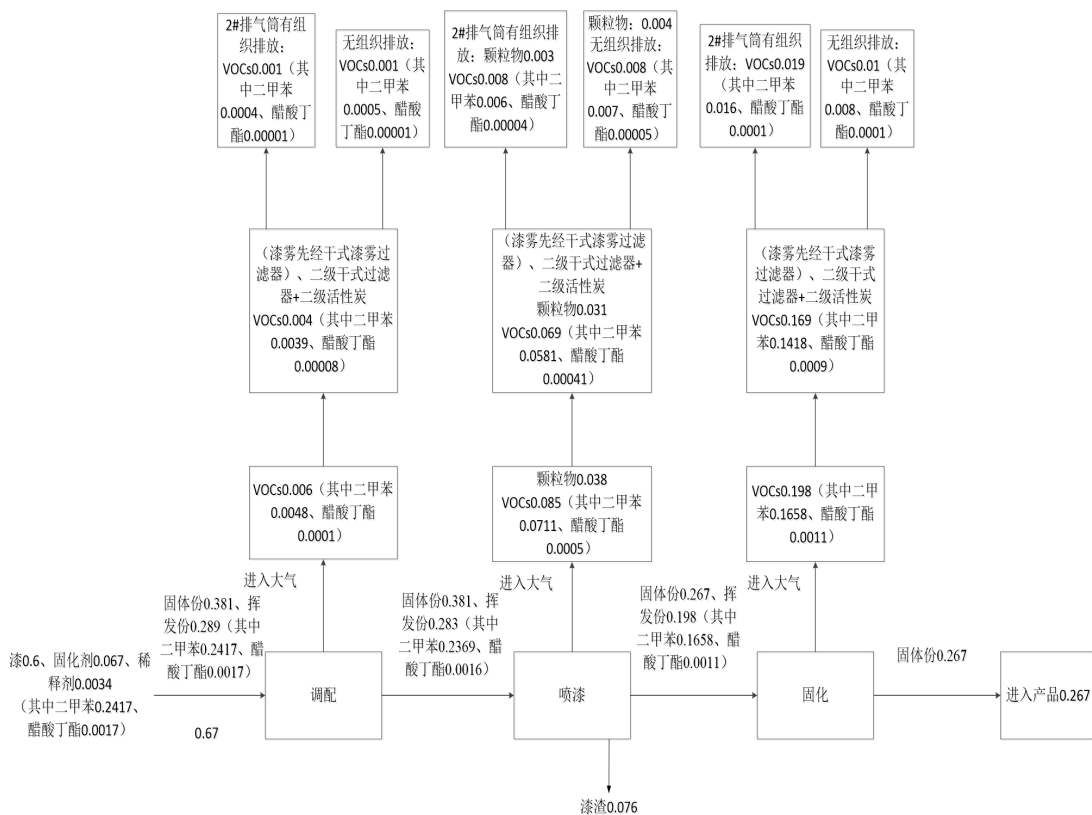 2#排气筒有组
织排放：
VOCs0.001（其
中二甲苯
0.0004、醋酸丁
酯0.00001）
无组织排放：
VOCs0.001（其
中二甲苯
0.0005、醋酸
丁酯0.00001）
2#排气筒有组织排
放：颗粒物0.003
VOCs0.008（其中二
甲苯0.006、醋酸丁酯
0.00004）
颗粒物：0.004
无组织排放：
VOCs0.008（其
中二甲苯
0.007、醋酸丁
酯0.00005）
2#排气筒有组织
排放：VOCs0.019
（其中二甲苯
0.016、醋酸丁酯
0.0001）
无组织排放：
VOCs0.01（其
中二甲苯
0.008、醋酸丁
酯0.0001）
（漆雾先经干式漆雾过
滤器）、二级干式过滤
器+二级活性炭
VOCs0.004（其中二甲苯
0.0039、醋酸丁酯
0.00008）
（漆雾先经干式漆雾过滤
器）、二级干式过滤器+
二级活性炭
颗粒物0.031
VOCs0.069（其中二甲苯
0.0581、醋酸丁酯
0.00041）
（漆雾先经干式漆雾
过滤器）、二级干式
过滤器+二级活性炭
VOCs0.169（其中二甲
苯0.1418、醋酸丁酯
0.0009）
VOCs0.006（其中二甲苯
0.0048、醋酸丁酯
0.0001）
颗粒物0.038
VOCs0.085（其中二甲苯
0.0711、醋酸丁酯
0.0005）
VOCs0.198（其中二甲
苯0.1658、醋酸丁酯
0.0011）
进入大气
进入大气
进入大气
固体份0.381、挥
发份0.289（其中
二甲苯0.2417、醋
酸丁酯0.0017）
固体份0.381、挥
发份0.283（其中
二甲苯0.2369、醋
酸丁酯0.0016）
固体份0.267、挥
发份0.198（其中
二甲苯0.1658、醋
酸丁酯0.0011）
固体份0.267
漆0.6、固化剂0.067、稀
释剂0.0034
（其中二甲苯0.2417、
醋酸丁酯0.0017）
0.67
调配
喷漆
固化
进入产品0.267
漆渣0.076